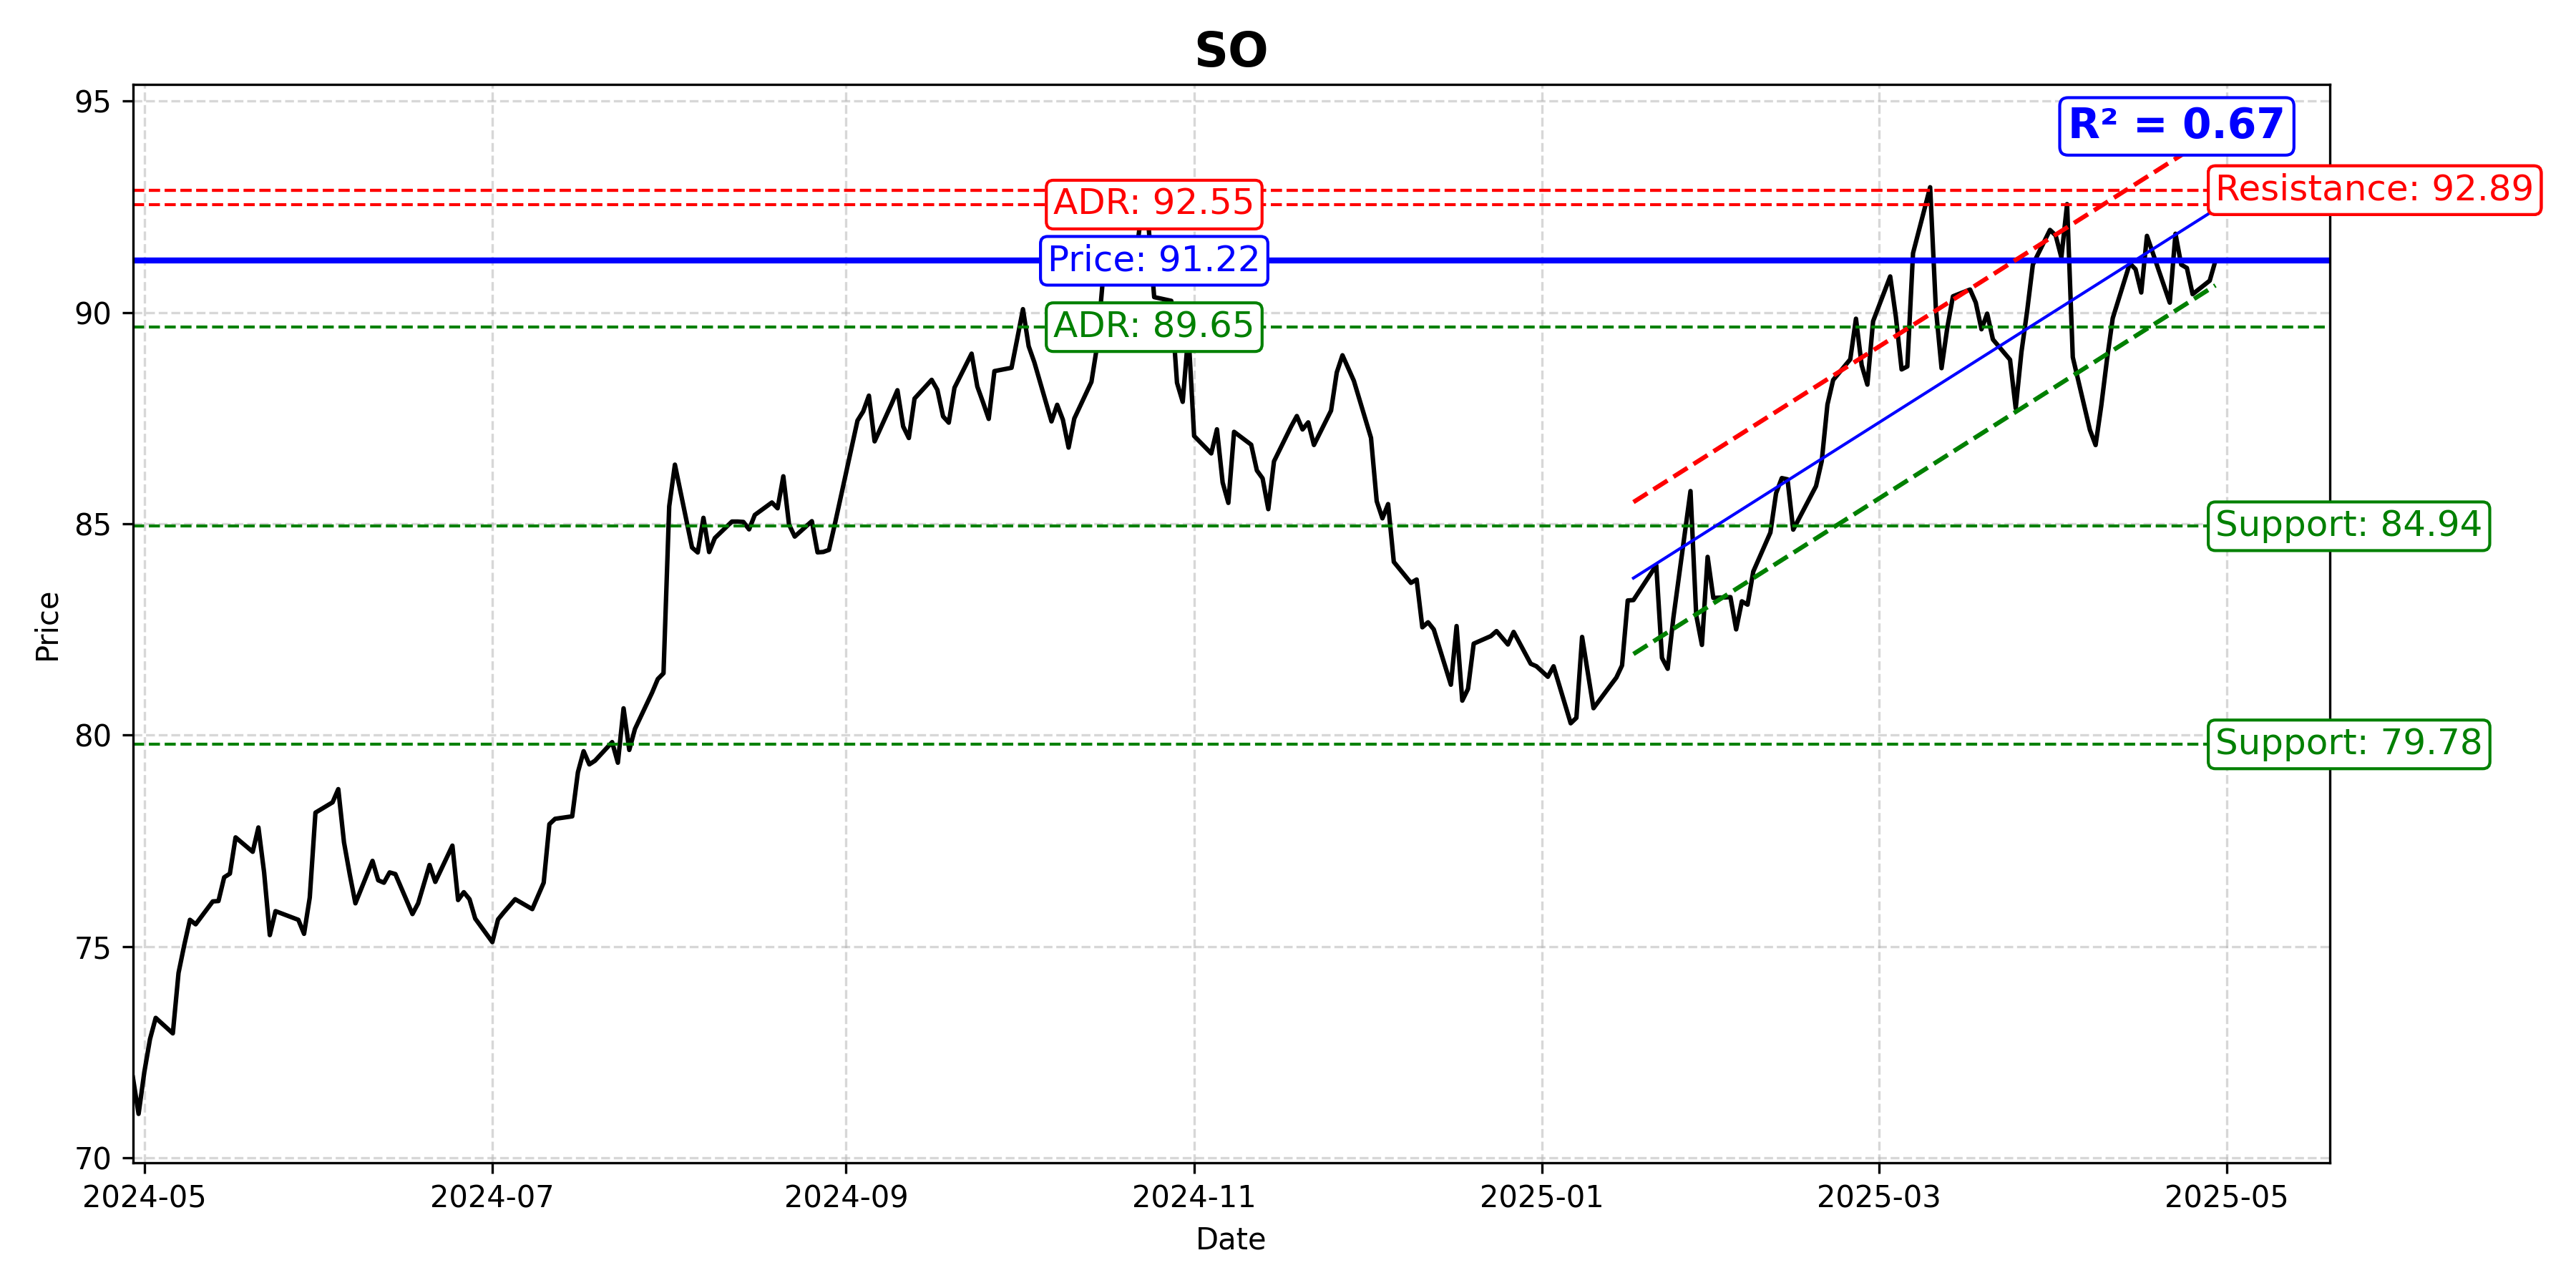 SO
95
90
85
80
75
70
Price
R² = 0.67
ADR: 92.55
Resistance: 92.89
Price: 91.22
ADR: 89.65
Support: 84.94
Support: 79.78
2024-05 2024-07 2024-09 2024-11 2025-01 2025-03 2025-05
Date